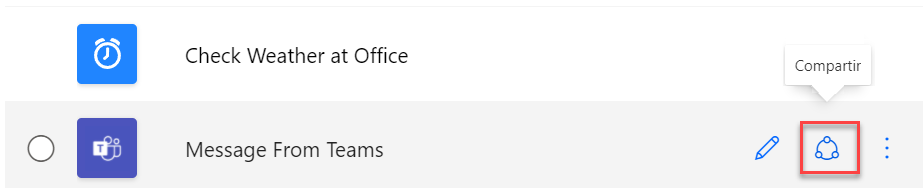 Check Weather at Office
Compartir
Message From Teams